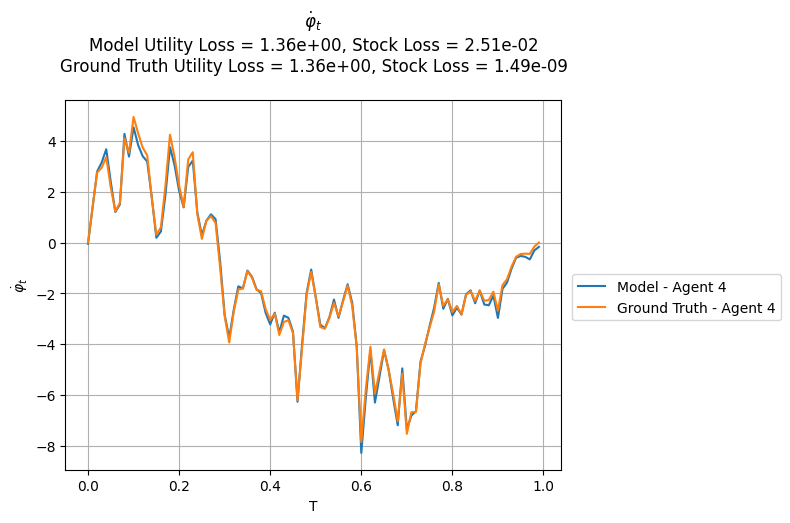 φ̇ₜ
Model Utility Loss = 1.36e+00, Stock Loss = 2.51e-02
Ground Truth Utility Loss = 1.36e+00, Stock Loss = 1.49e-09
4
2
0
−2
−4
−6
−8
φ̇ₜ
0.0
0.2
0.4
0.6
0.8
1.0
T
Model - Agent 4
Ground Truth - Agent 4